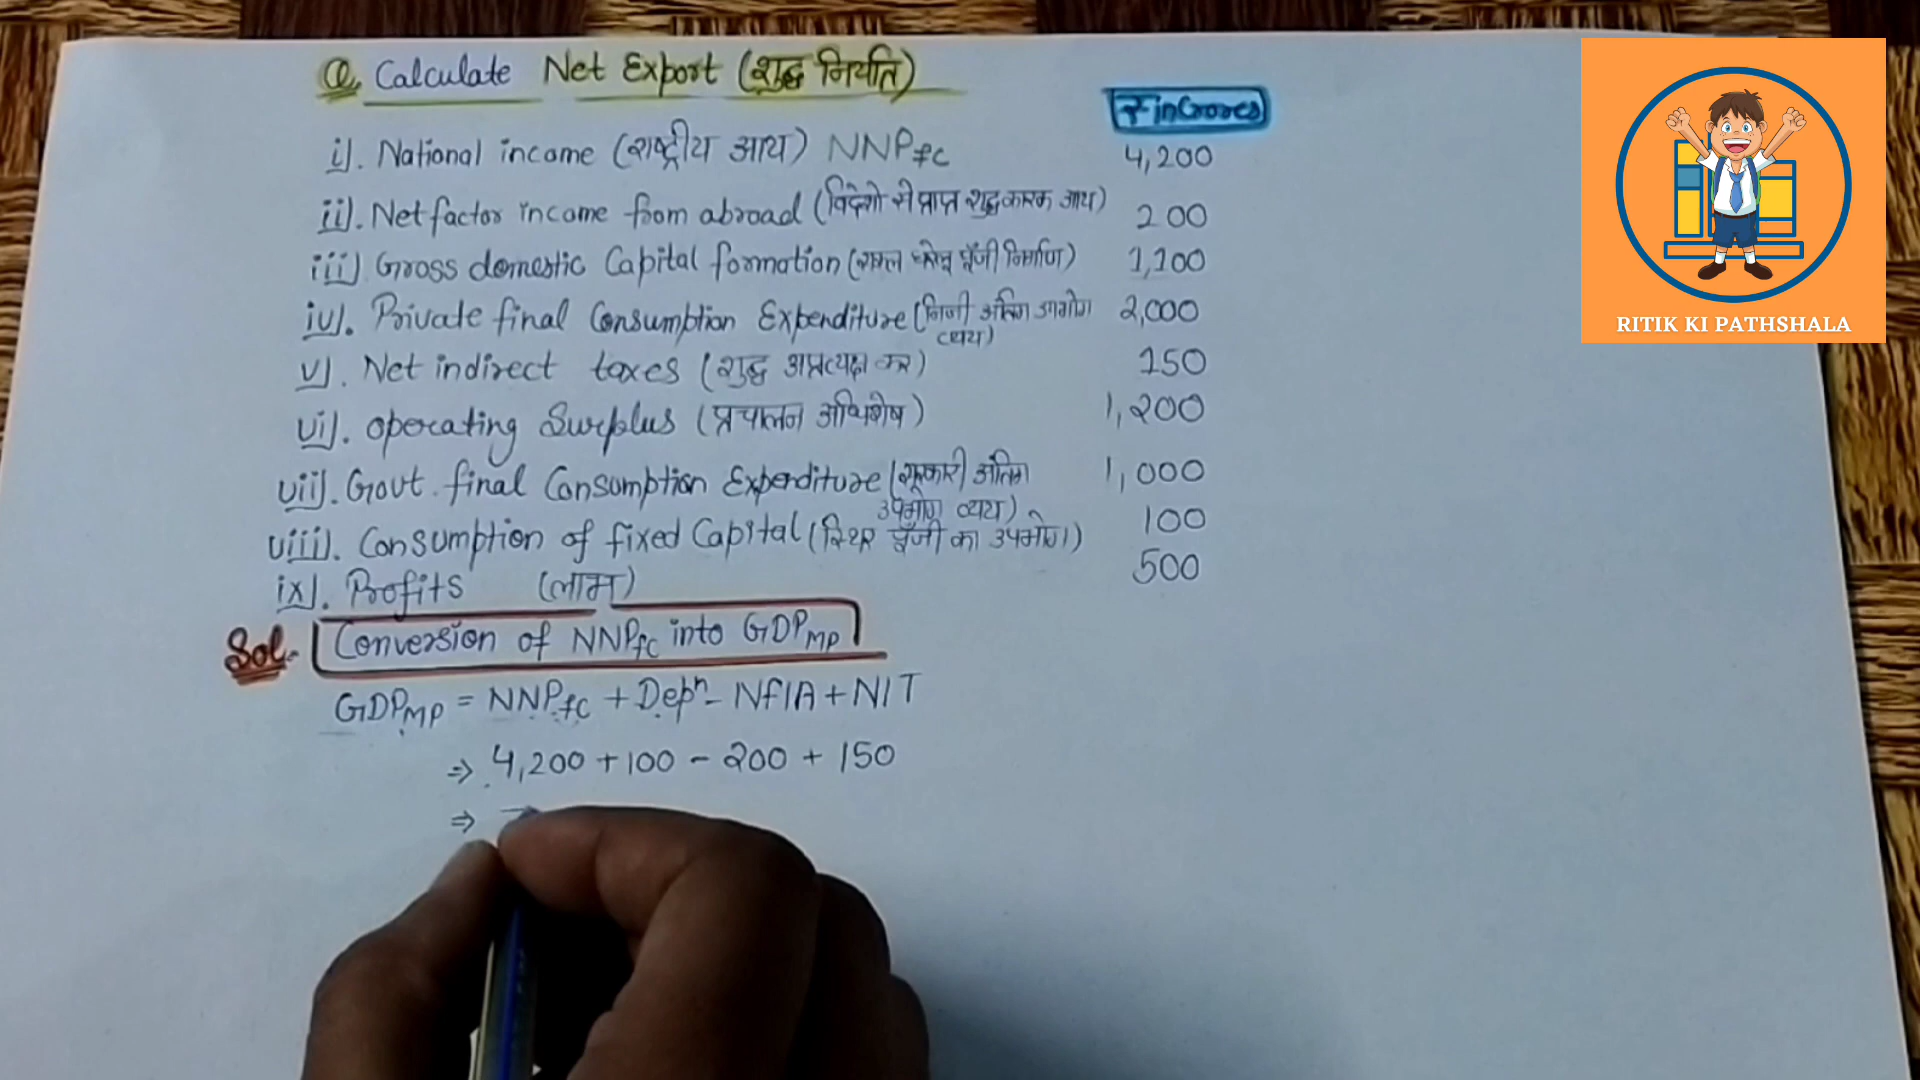 Q. Calculate Net Export (शुद्ध निर्यात)
₹ in Crores
i). National income (राष्ट्रीय आय) NNPfc 4,200
ii). Net factor income from abroad (विदेशो से प्राप्त शुद्ध कारक आय) 200
iii). Gross domestic Capital formation (सकल घरेलू पूँजी निर्माण) 1,100
iv). Private final Consumption Expenditure (निजी अंतिम उपभोग व्यय) 2,000
v). Net indirect taxes (शुद्ध अप्रत्यक्ष कर) 150
vi). operating Surplus (प्रचालन अधिशेष) 1,200
vii). Govt. final Consumption Expenditure (सरकारी अंतिम उपभोग व्यय) 1,000
viii). Consumption of fixed Capital (स्थिर पूँजी का उपभोग) 100
ix). Profits (लाभ) 500
Sol. Conversion of NNPfc into GDPMP
GDPMP = NNPfc + Depⁿ - NFIA + NIT
⇒ 4,200 + 100 - 200 + 150
⇒
RITIK KI PATHSHALA